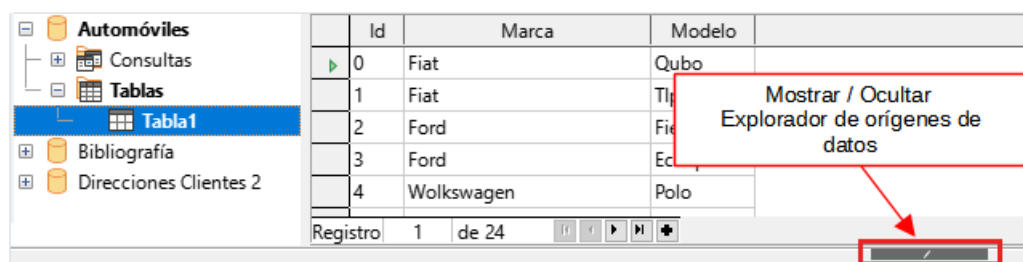 Automóviles
Consultas
Tablas
Tabla1
Bibliografía
Direcciones Clientes 2
Id Marca Modelo
0 Fiat Qubo
1 Fiat
2 Ford
3 Ford
4 Wolkswagen Polo
Registro 1 de 24
Mostrar / Ocultar
Explorador de orígenes de
datos